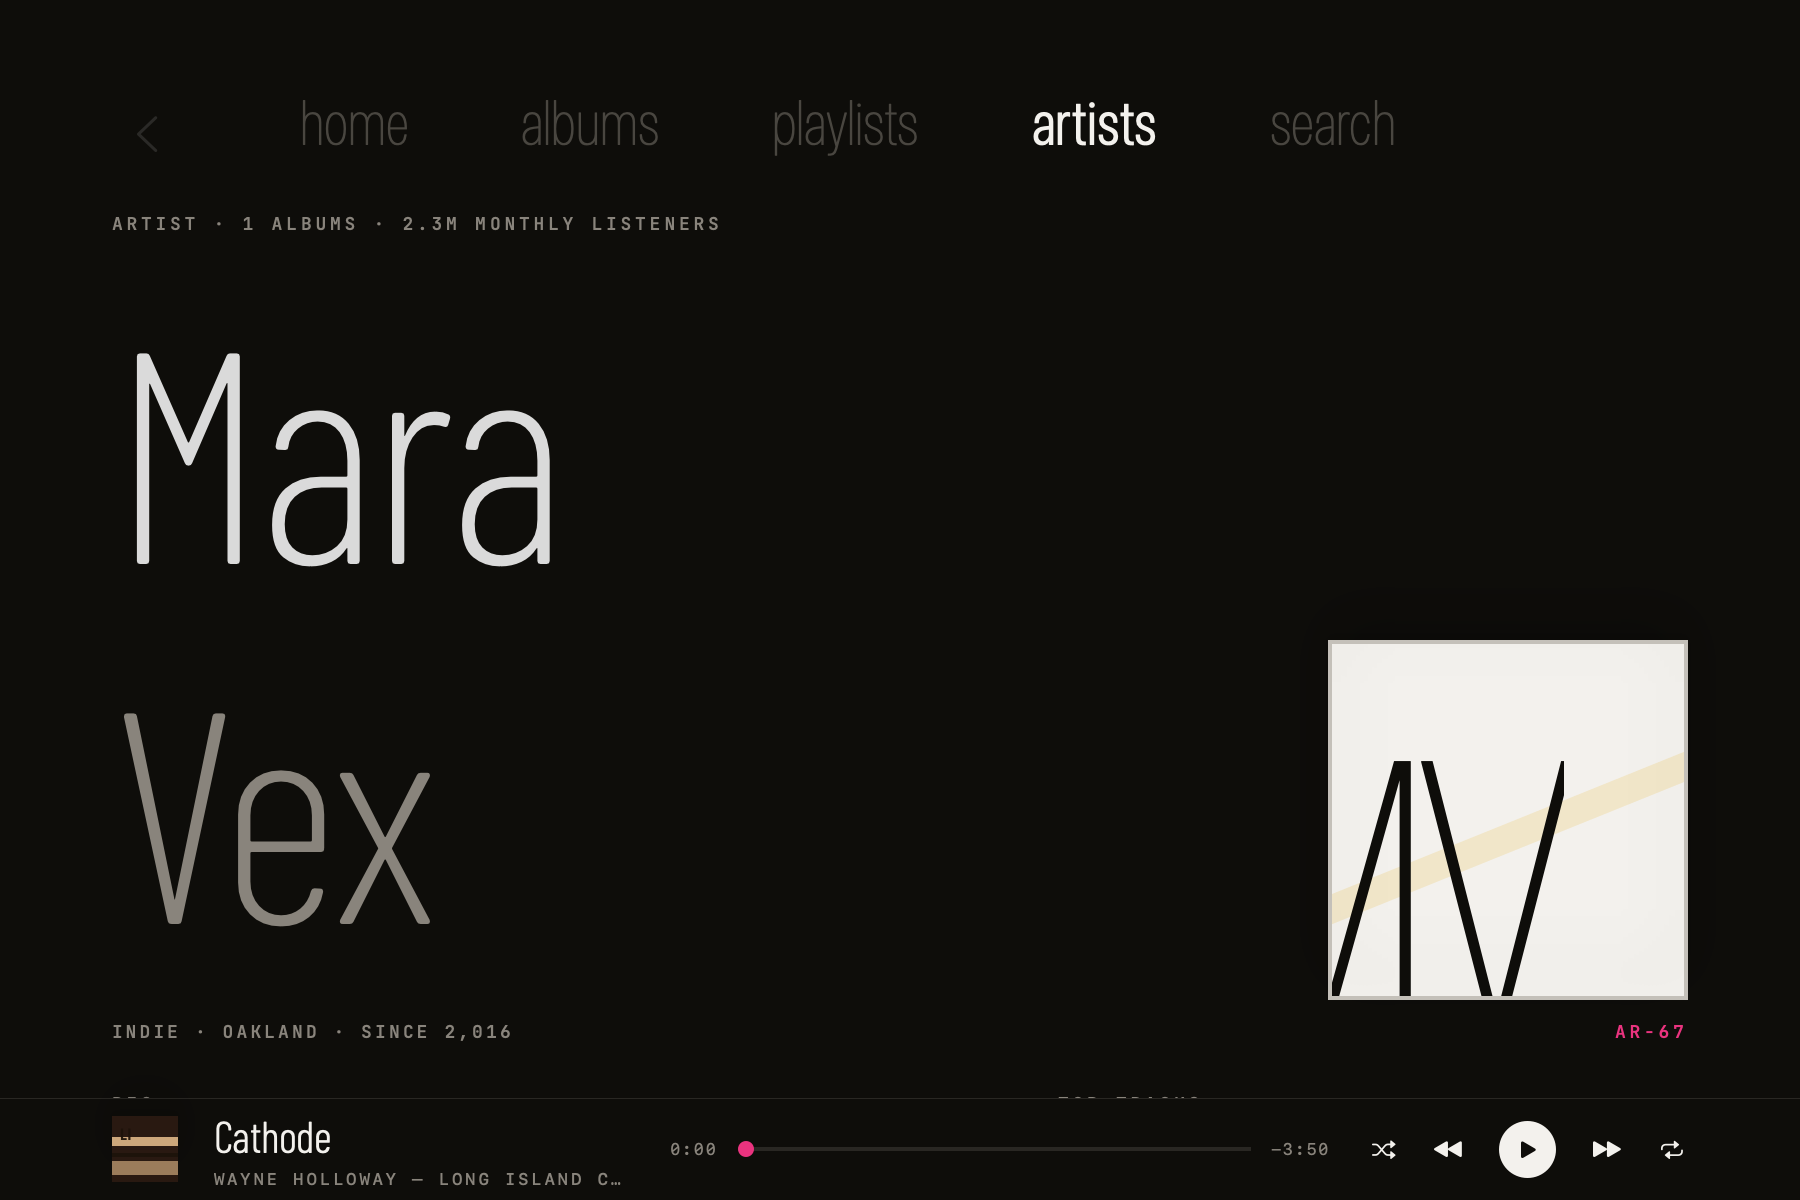 home albums playlists artists search
ARTIST · 1 ALBUMS · 2.3M MONTHLY LISTENERS
Mara
Vex
INDIE · OAKLAND · SINCE 2,016
AR-67
Cathode
WAYNE HOLLOWAY — LONG ISLAND C…
0:00
−3:50